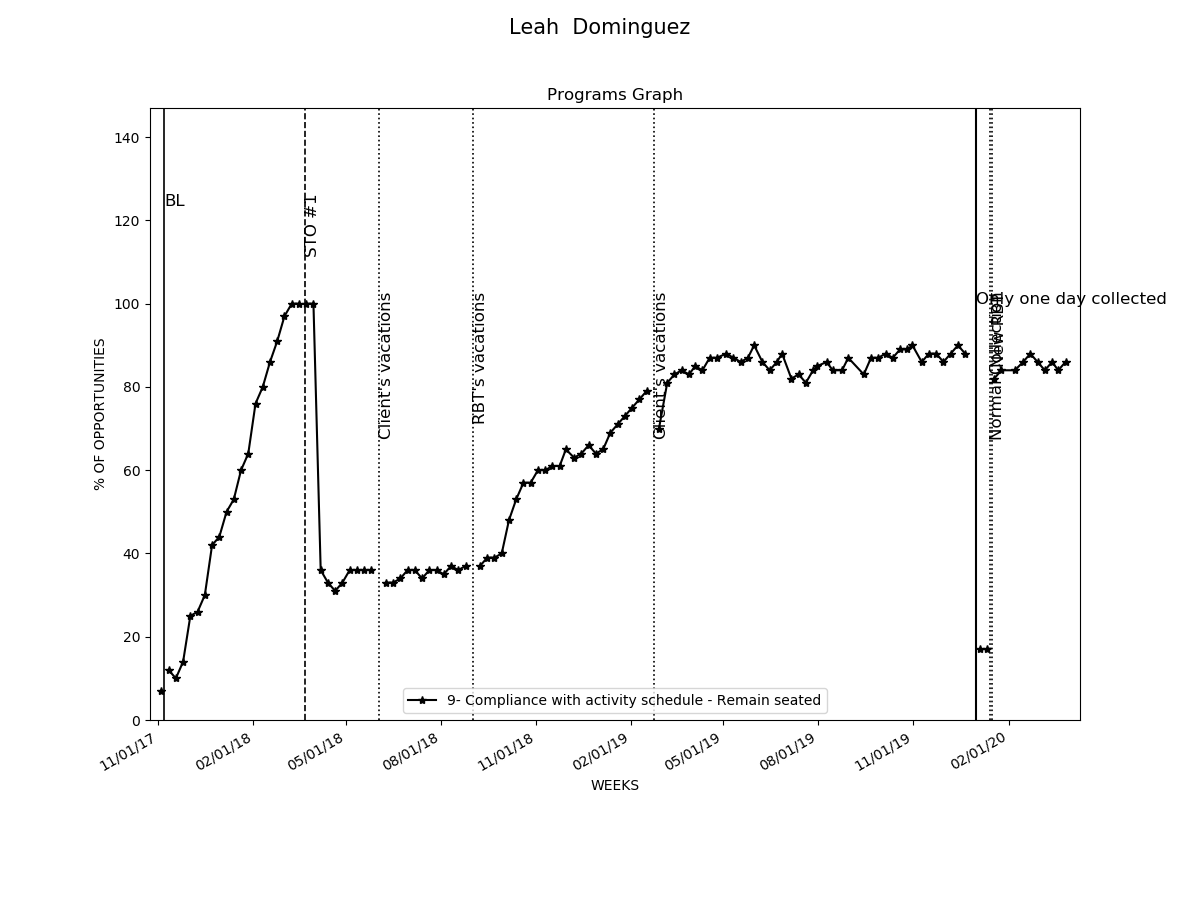 Leah  Dominguez
Programs Graph
140
120
100
80
60
40
20
0
% OF OPPORTUNITIES
BL
STO #1
Client's vacations
RBT's vacations
Client's vacations
Only one day collected
New RBT
Normal
9- Compliance with activity schedule - Remain seated
11/01/17
02/01/18
05/01/18
08/01/18
11/01/18
02/01/19
05/01/19
08/01/19
11/01/19
02/01/20
WEEKS